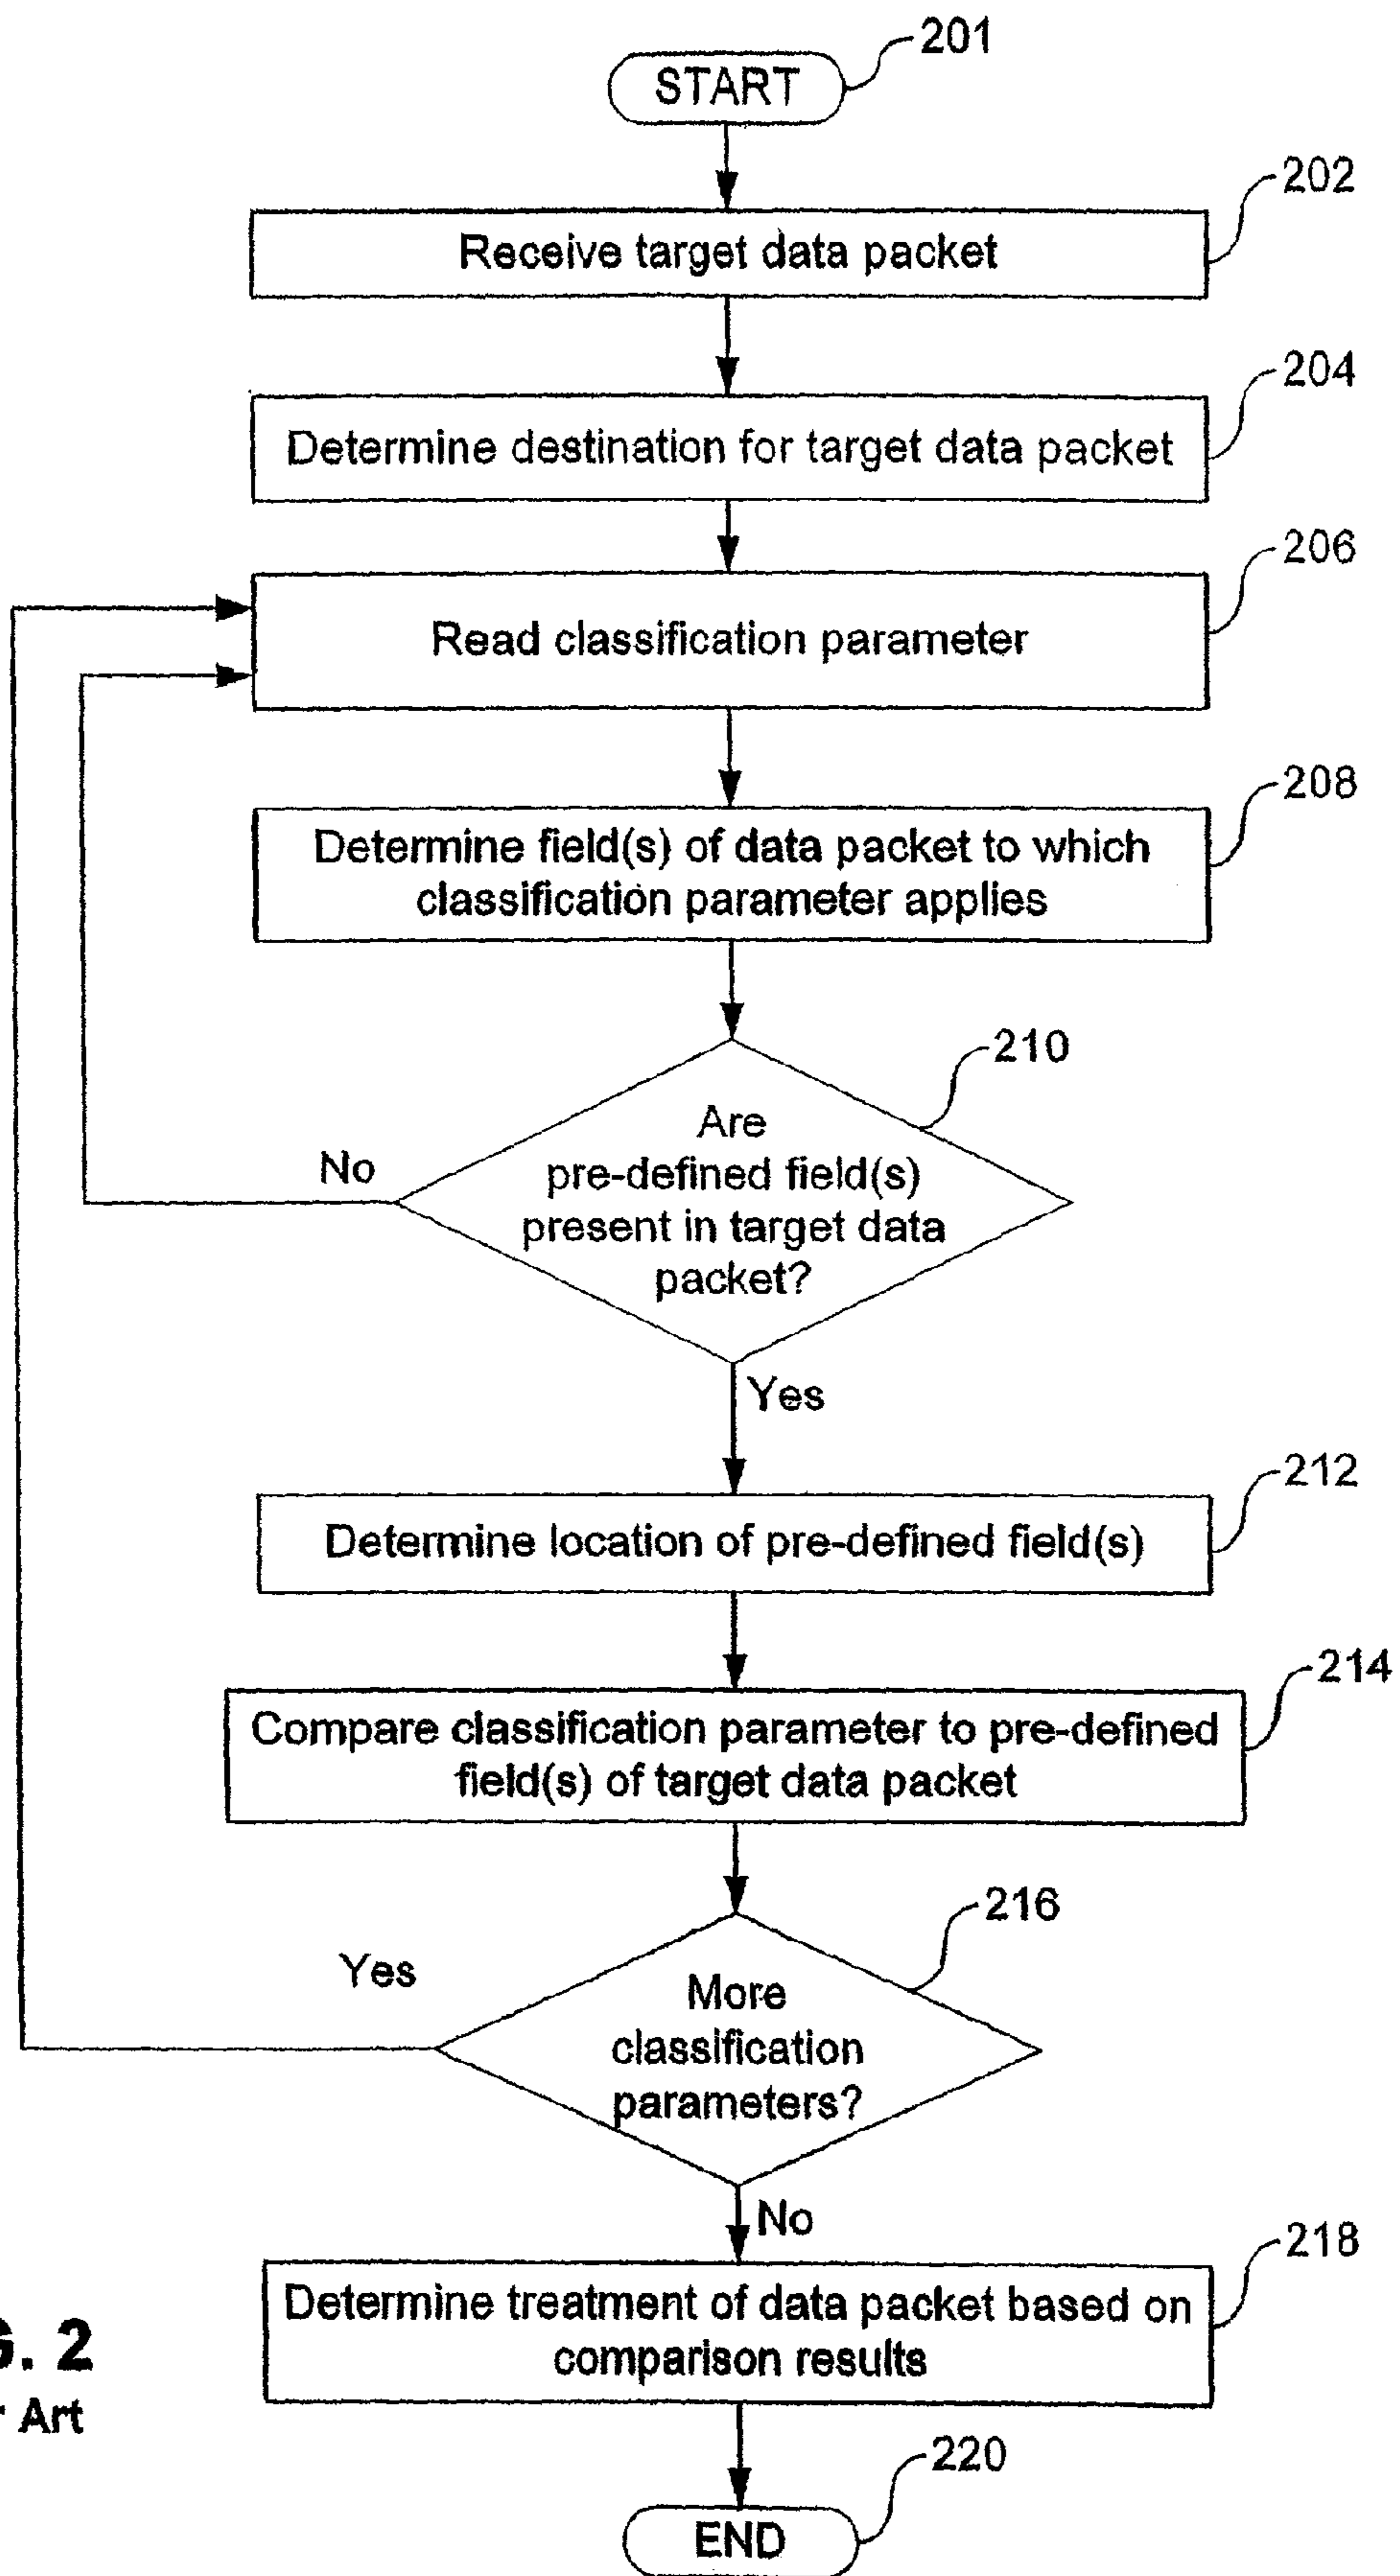 201
START
202
Receive target data packet
204
Determine destination for target data packet
206
Read classification parameter
208
Determine field(s) of data packet to which
classification parameter applies
210
Are
pre-defined field(s)
present in target data
packet?
No
Yes
212
Determine location of pre-defined field(s)
214
Compare classification parameter to pre-defined
field(s) of target data packet
216
More
classification
parameters?
Yes
No
218
Determine treatment of data packet based on
comparison results
G. 2
r Art
220
END